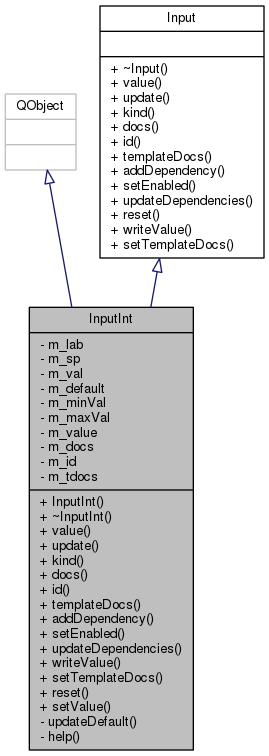 Input
+ ~Input()
+ value()
+ update()
+ kind()
+ docs()
+ id()
+ templateDocs()
+ addDependency()
+ setEnabled()
+ updateDependencies()
+ reset()
+ writeValue()
+ setTemplateDocs()
QObject
InputInt
- m_lab
- m_sp
- m_val
- m_default
- m_minVal
- m_maxVal
- m_value
- m_docs
- m_id
- m_tdocs
+ InputInt()
+ ~InputInt()
+ value()
+ update()
+ kind()
+ docs()
+ id()
+ templateDocs()
+ addDependency()
+ setEnabled()
+ updateDependencies()
+ writeValue()
+ setTemplateDocs()
+ reset()
+ setValue()
- updateDefault()
- help()